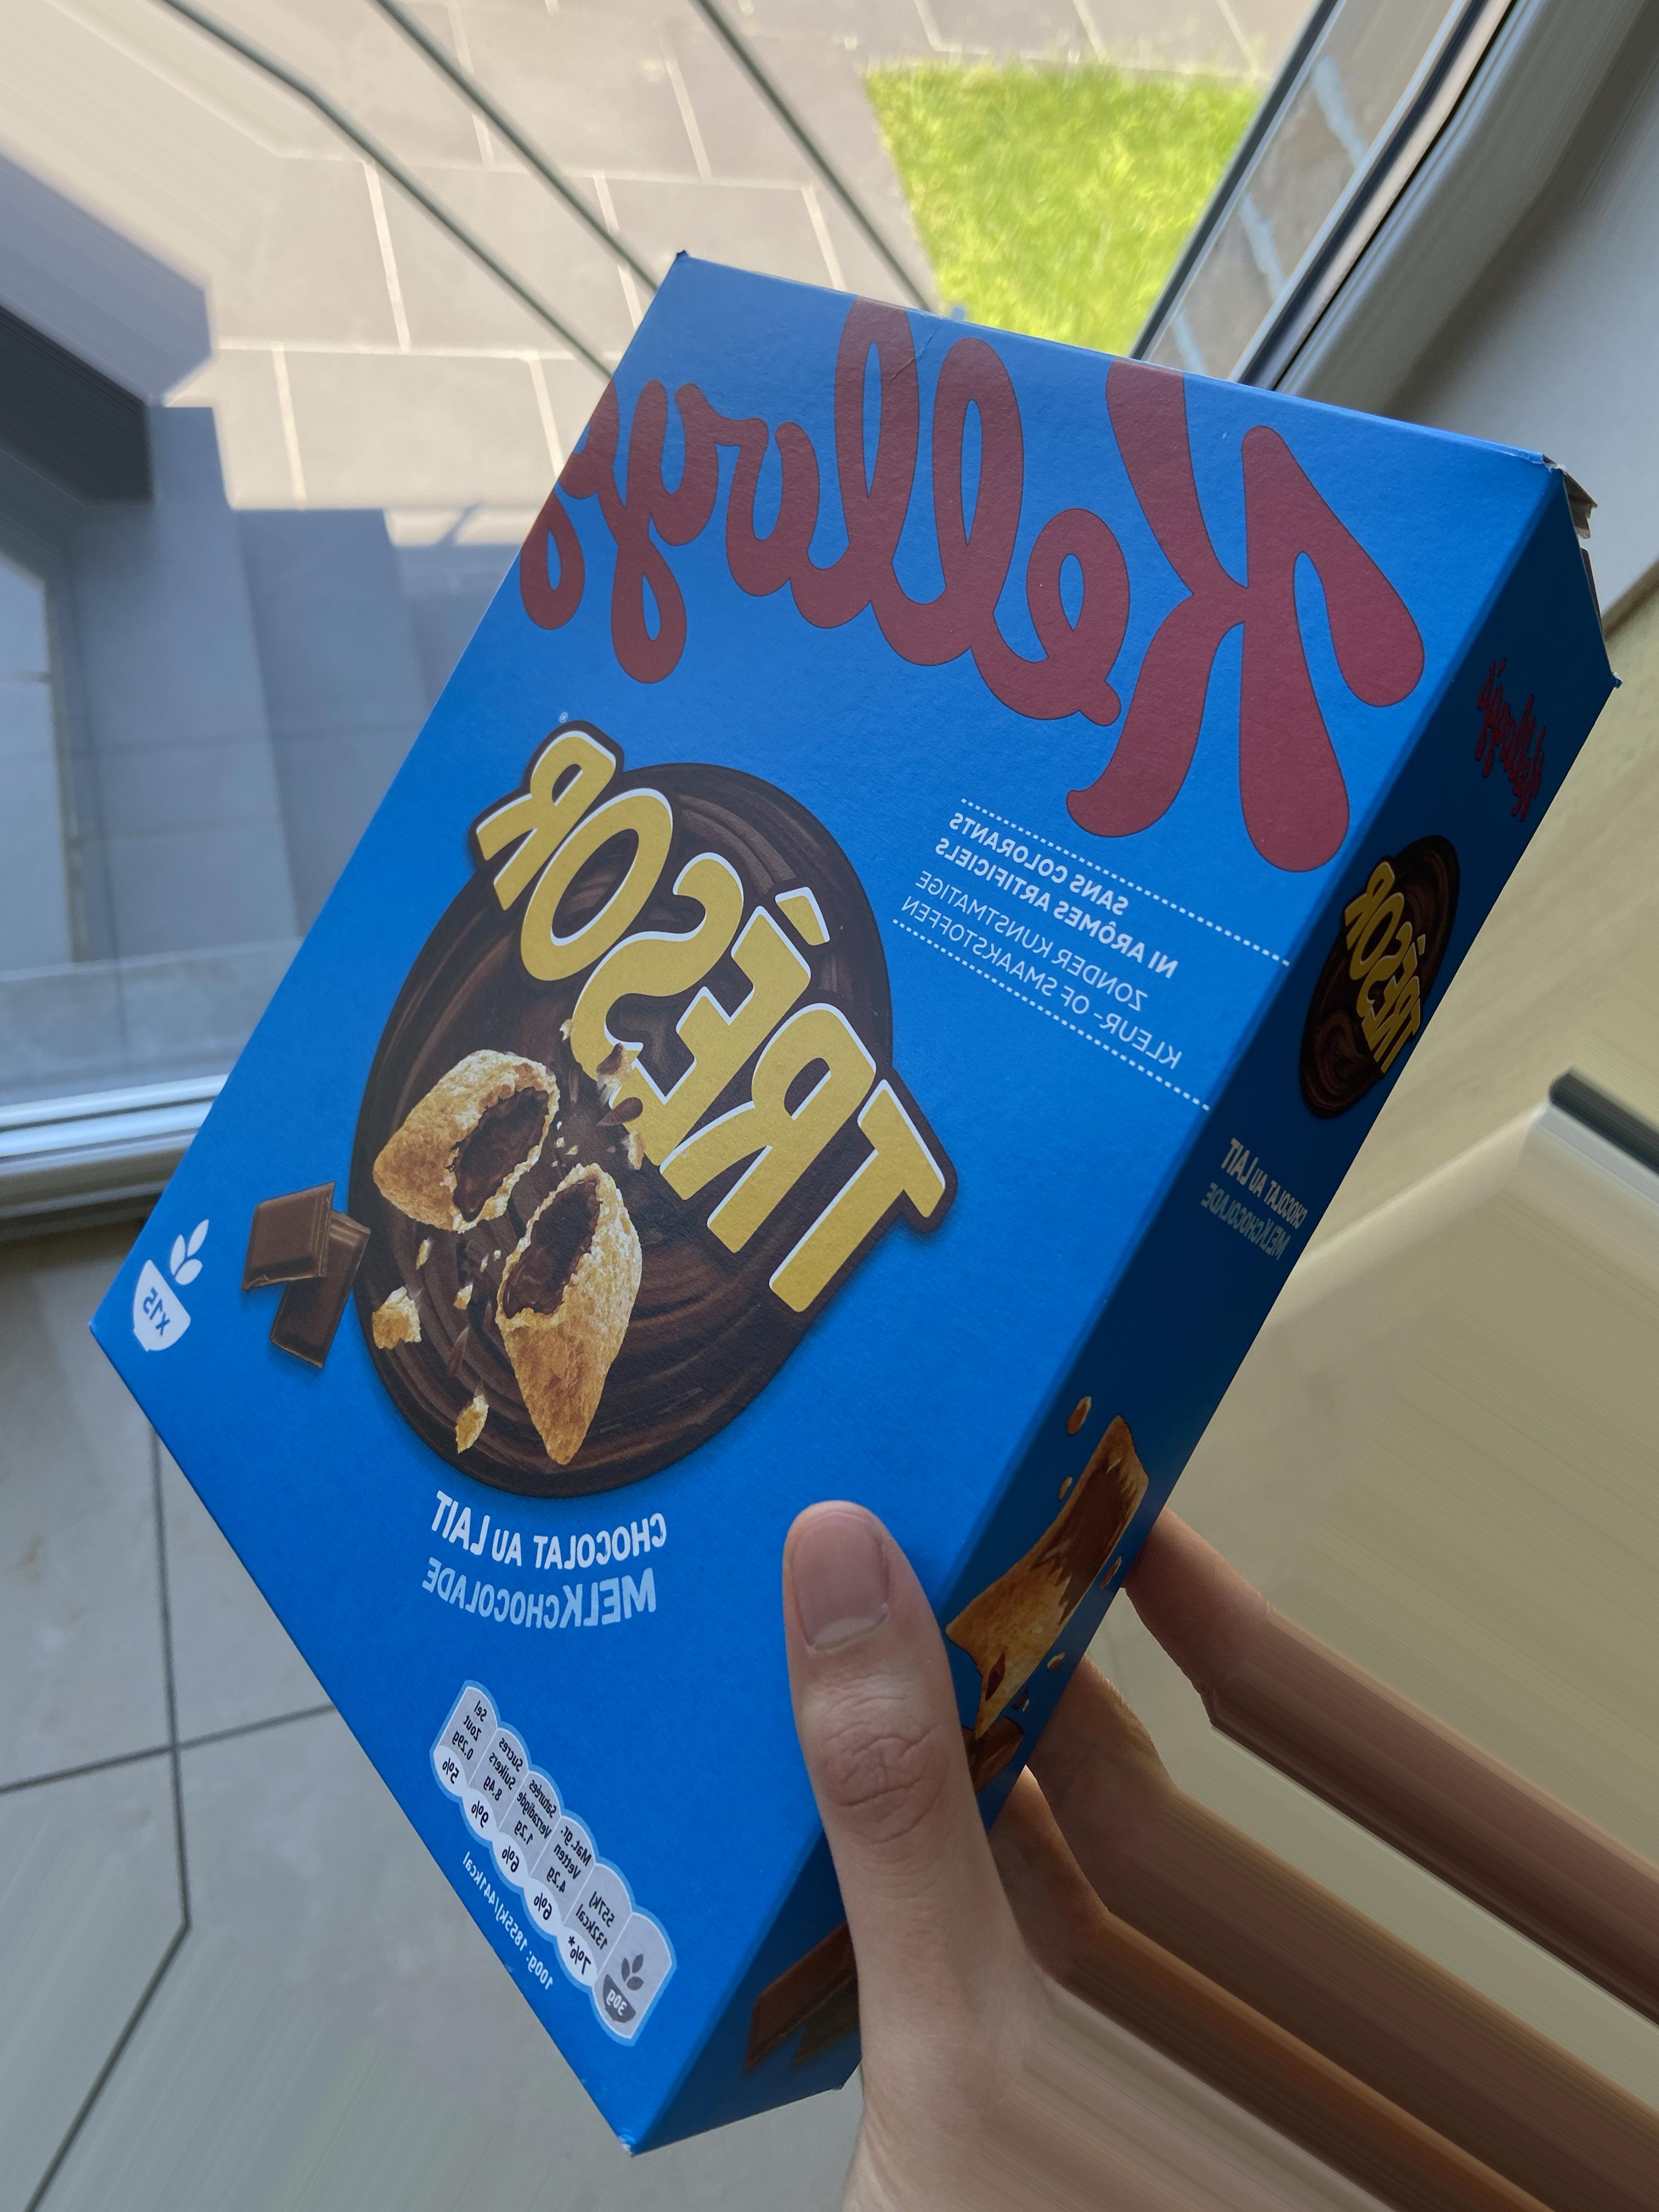 Kellogg's
TRÉSOR
®
SANS COLORANTS
NI ARÔMES ARTIFICIELS
ZONDER KUNSTMATIGE
KLEUR- OF SMAAKSTOFFEN
X15
CHOCOLAT AU LAIT
MELKCHOCOLADE
30g
557kJ
132kcal
7%*
Mat.gr.
Vetten
4.2g
6%
Saturées
Verzadigde
1.2g
6%
Sucres
Suikers
8.4g
9%
Sel
Zout
0.29g
5%
100g: 1855kJ/441kcal
Kellogg's
TRÉSOR
CHOCOLAT AU LAIT
MELKCHOCOLADE